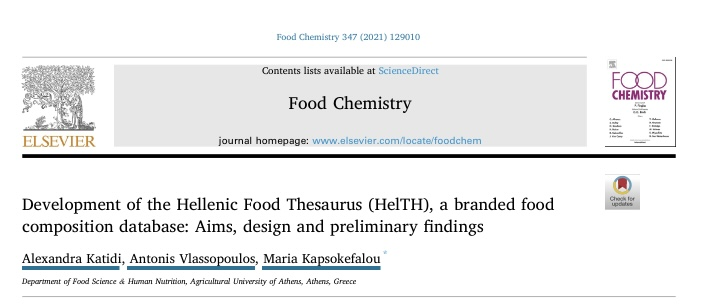 Food Chemistry 347 (2021) 129010
Contents lists available at ScienceDirect
Food Chemistry
journal homepage: www.elsevier.com/locate/foodchem
ELSEVIER
FOOD
CHEMISTRY
Check for
updates
Development of the Hellenic Food Thesaurus (HelTH), a branded food
composition database: Aims, design and preliminary findings
Alexandra Katidi, Antonis Vlassopoulos, Maria Kapsokefalou *
Department of Food Science & Human Nutrition, Agricultural University of Athens, Athens, Greece